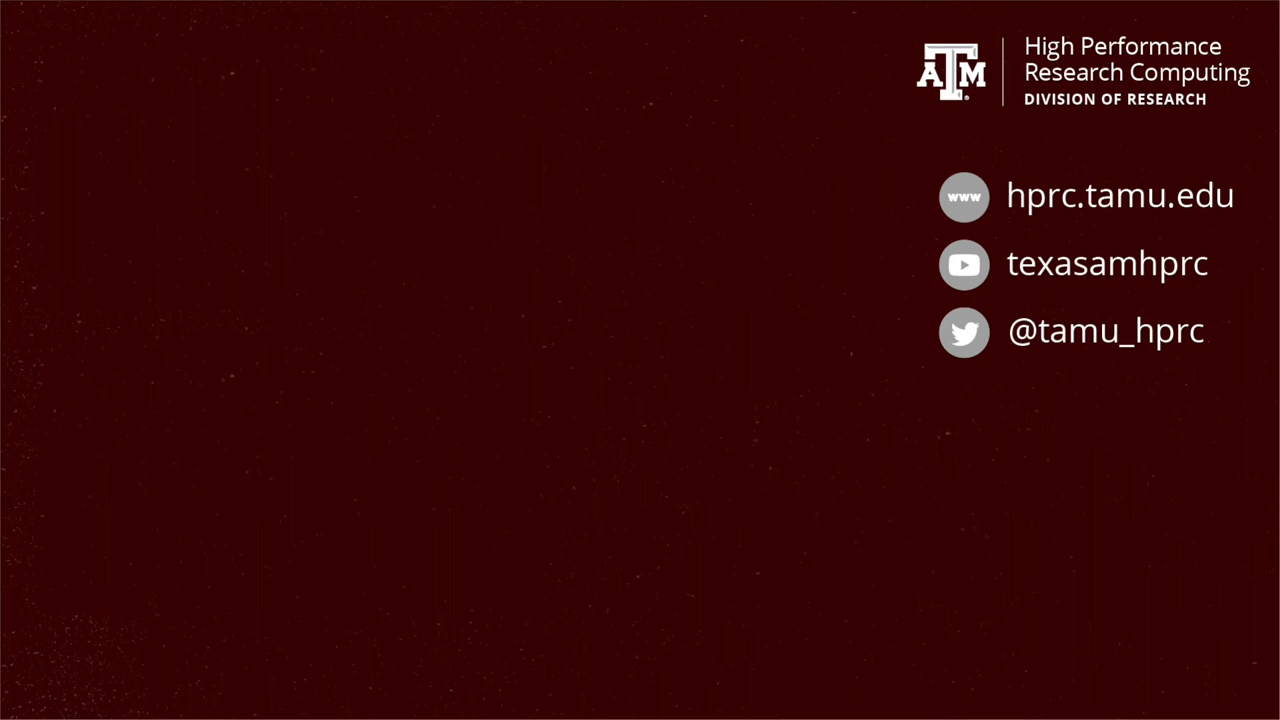 ATM
High Performance
Research Computing
DIVISION OF RESEARCH
www hprc.tamu.edu
texasamhprc
@tamu_hprc